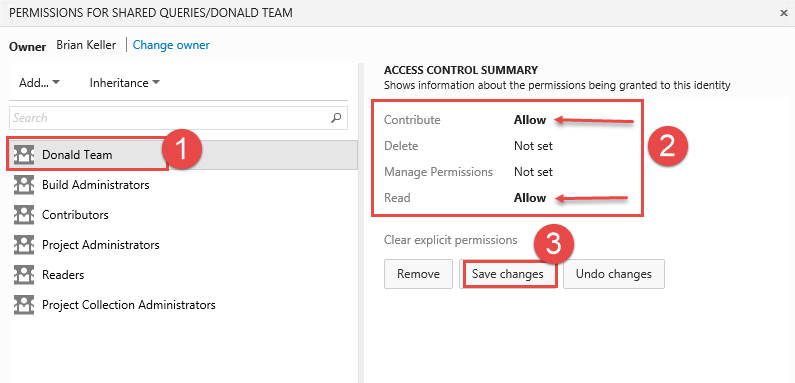 PERMISSIONS FOR SHARED QUERIES/DONALD TEAM
Owner Brian Keller Change owner
Add... Inheritance
Search
1
Donald Team
Build Administrators
Contributors
Project Administrators
Readers
Project Collection Administrators
ACCESS CONTROL SUMMARY
Shows information about the permissions being granted to this identity
Contribute Allow
Delete Not set
Manage Permissions Not set
Read Allow
2
Clear explicit permissions
3
Remove Save changes Undo changes